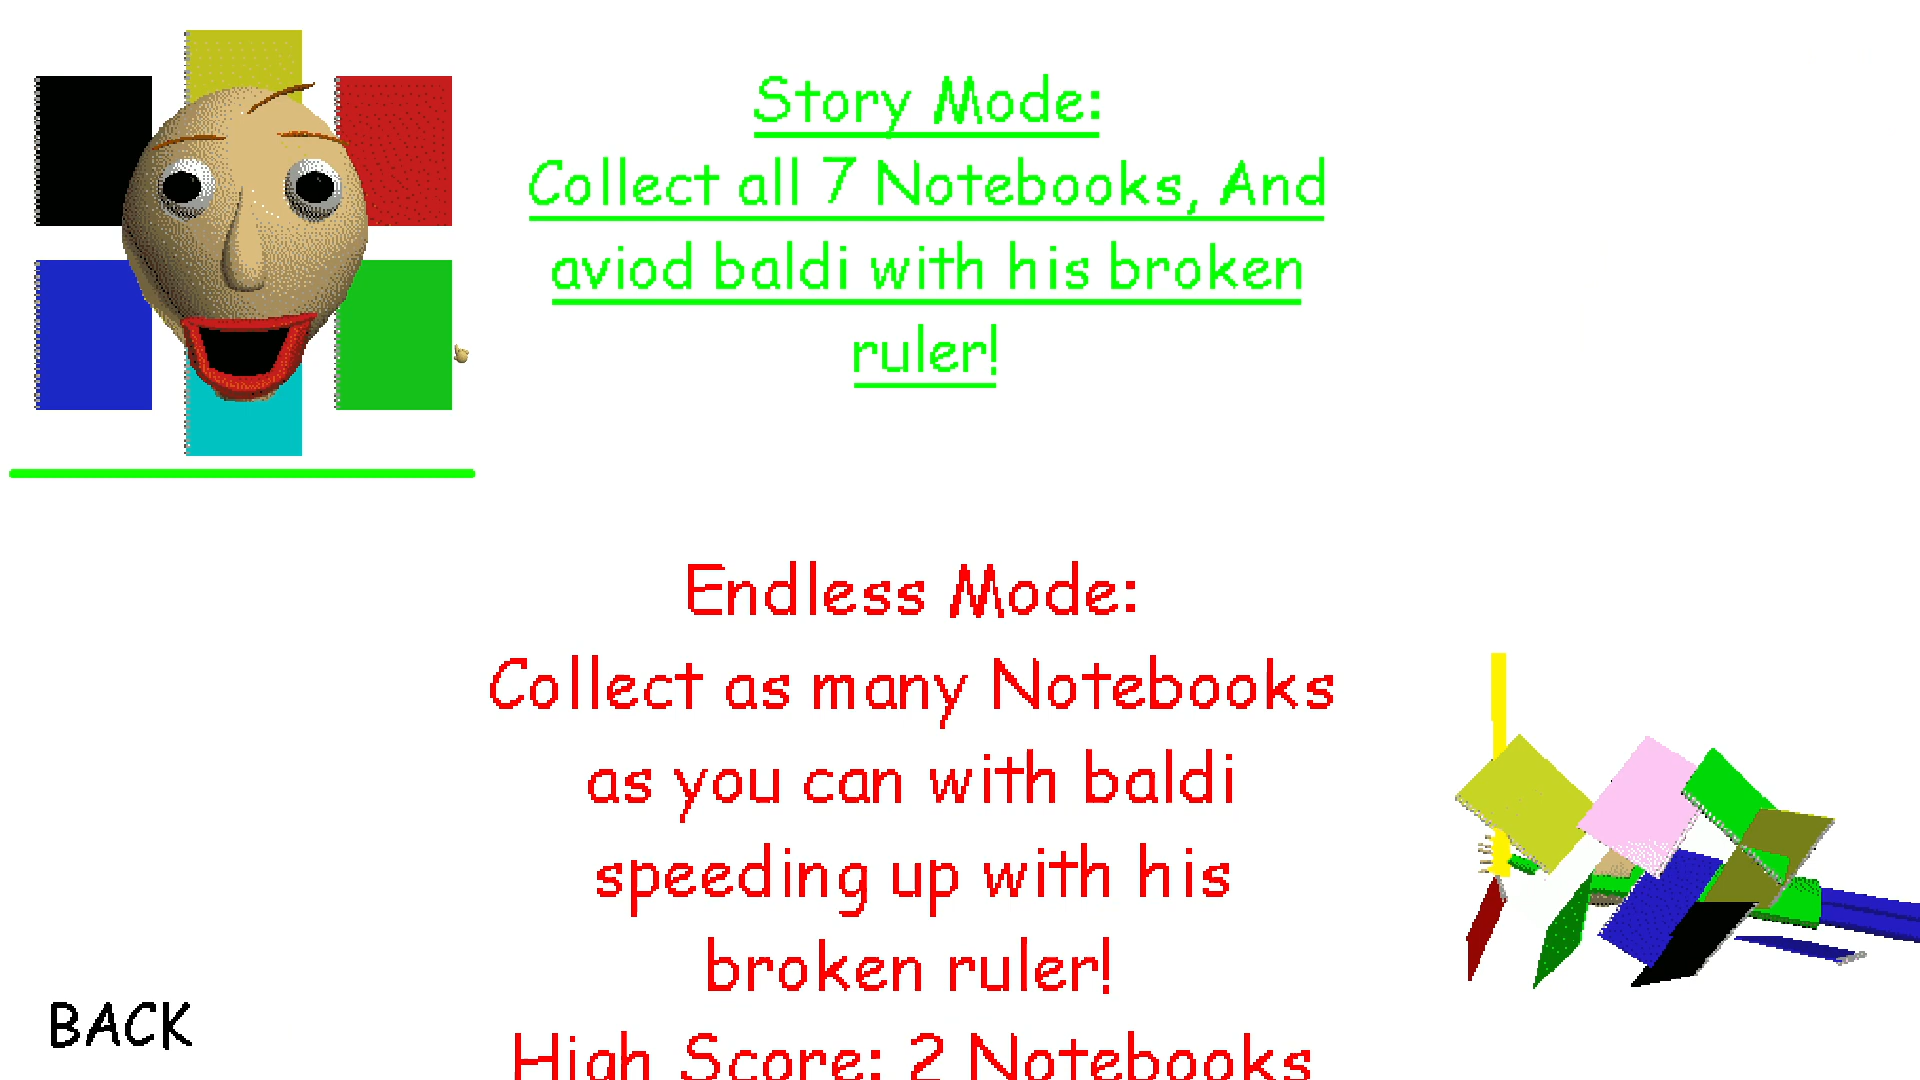 Story Mode:
Collect all 7 Notebooks, And
aviod baldi with his broken
ruler!
Endless Mode:
Collect as many Notebooks
as you can with baldi
speeding up with his
broken ruler!
High Score: 2 Notebooks
BACK